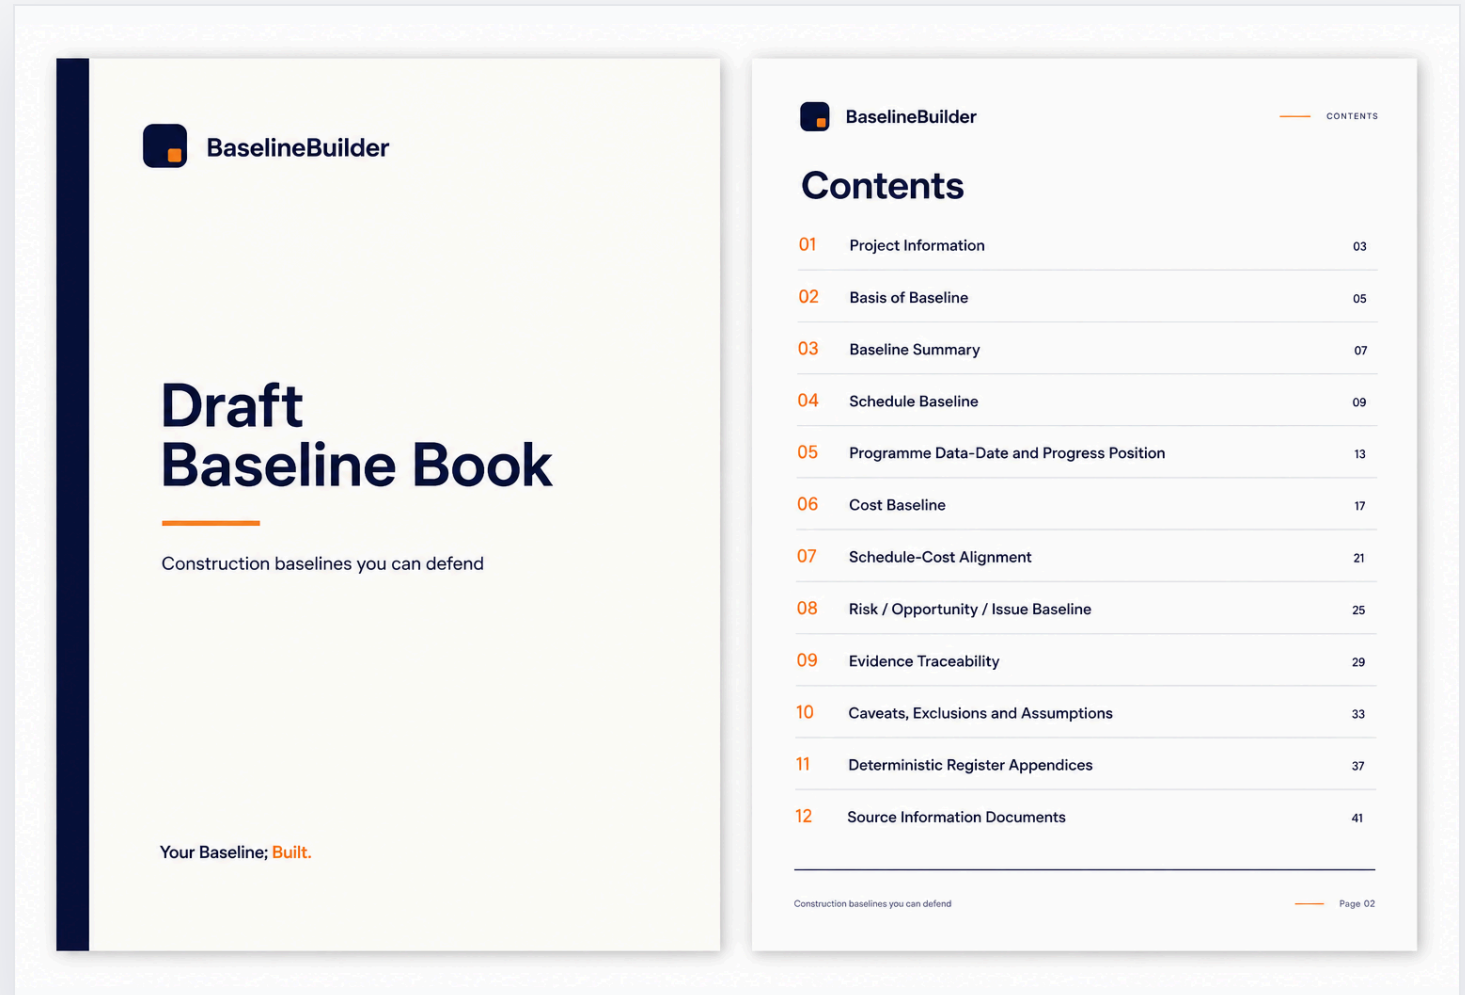 BaselineBuilder
Draft
Baseline Book
Construction baselines you can defend
Your Baseline; Built.
BaselineBuilder
CONTENTS
Contents
01 Project Information 03
02 Basis of Baseline 05
03 Baseline Summary 07
04 Schedule Baseline 09
05 Programme Data-Date and Progress Position 13
06 Cost Baseline 17
07 Schedule-Cost Alignment 21
08 Risk / Opportunity / Issue Baseline 25
09 Evidence Traceability 29
10 Caveats, Exclusions and Assumptions 33
11 Deterministic Register Appendices 37
12 Source Information Documents 41
Construction baselines you can defend
Page 02